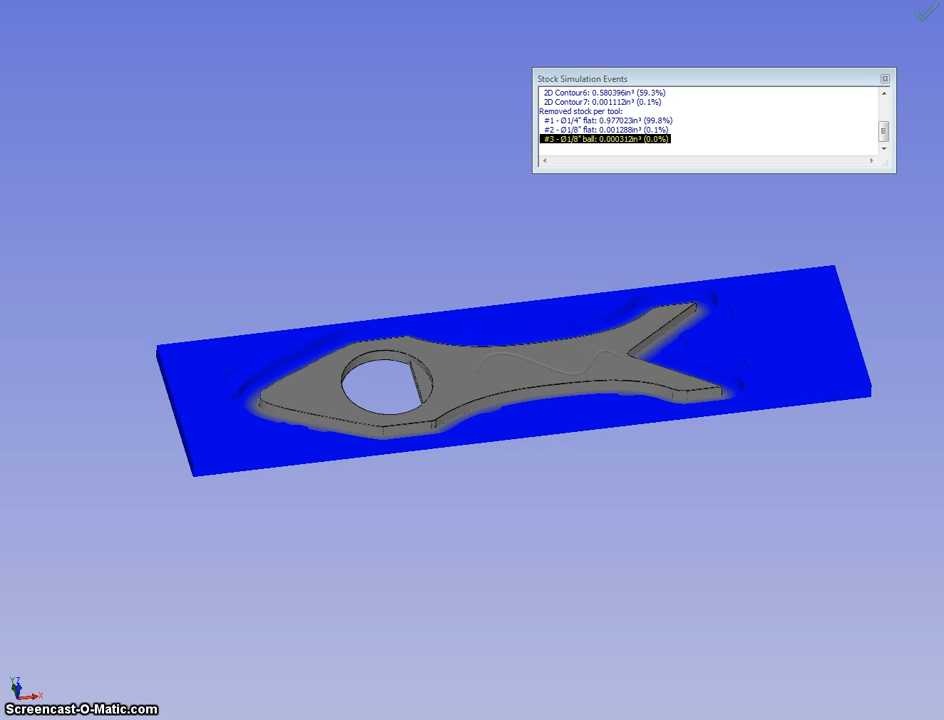 Stock Simulation Events
2D Contour6: 0.580396in³ (59.3%)
2D Contour7: 0.001112in³ (0.1%)
Removed stock per tool:
#1 - Ø1/4" flat: 0.977023in³ (99.8%)
#2 - Ø1/8" flat: 0.001288in³ (0.1%)
#3 - Ø1/8" ball: 0.000312in³ (0.0%)
Y Z
X
Screencast-O-Matic.com